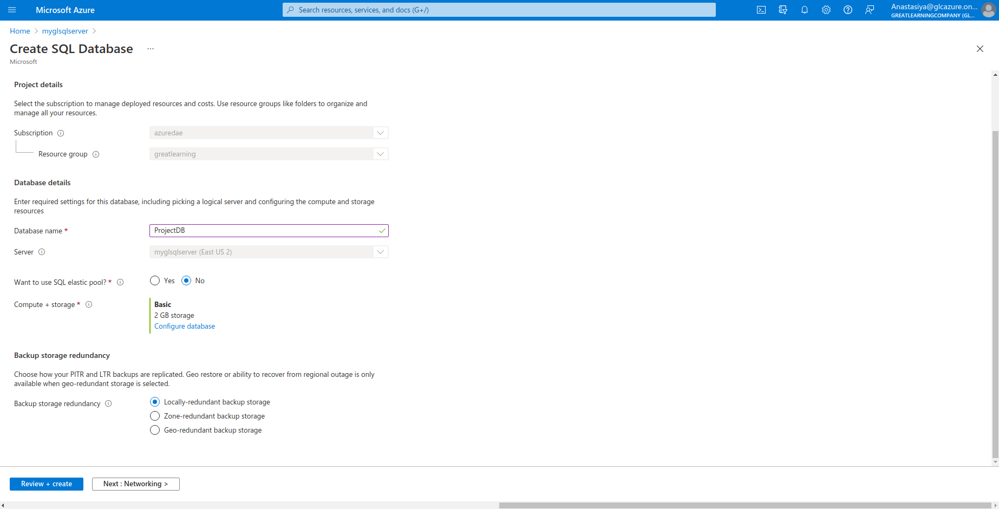 Microsoft Azure
Search resources, services, and docs (G+/)
Anastasiya@glcazure.on...
GREATLEARNINGCOMPANY (GL...
Home > myglsqlserver >
Create SQL Database ...
Microsoft
Project details
Select the subscription to manage deployed resources and costs. Use resource groups like folders to organize and
manage all your resources.
Subscription
azuredae
Resource group
greatlearning
Database details
Enter required settings for this database, including picking a logical server and configuring the compute and storage
resources
Database name *
ProjectDB
Server
myglsqlserver (East US 2)
Want to use SQL elastic pool? *
Yes No
Compute + storage *
Basic
2 GB storage
Configure database
Backup storage redundancy
Choose how your PITR and LTR backups are replicated. Geo restore or ability to recover from regional outage is only
available when geo-redundant storage is selected.
Backup storage redundancy
Locally-redundant backup storage
Zone-redundant backup storage
Geo-redundant backup storage
Review + create
Next : Networking >